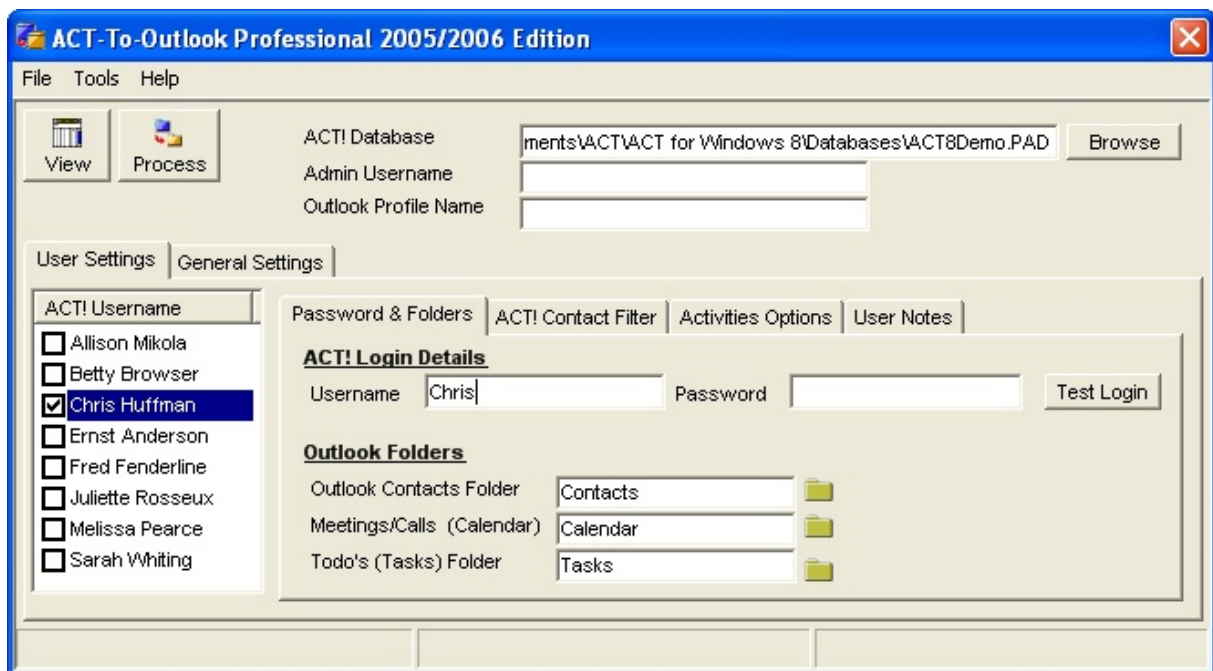 ACT-To-Outlook Professional 2005/2006 Edition
File Tools Help
View
Process
ACT! Database
ments\ACT\ACT for Windows 8\Databases\ACT8Demo.PAD
Browse
Admin Username
Outlook Profile Name
User Settings
General Settings
ACT! Username
Allison Mikola
Betty Browser
Chris Huffman
Ernst Anderson
Fred Fenderline
Juliette Rosseux
Melissa Pearce
Sarah Whiting
Password & Folders
ACT! Contact Filter
Activities Options
User Notes
ACT! Login Details
Username Chris Password Test Login
Outlook Folders
Outlook Contacts Folder Contacts
Meetings/Calls (Calendar) Calendar
Todo's (Tasks) Folder Tasks